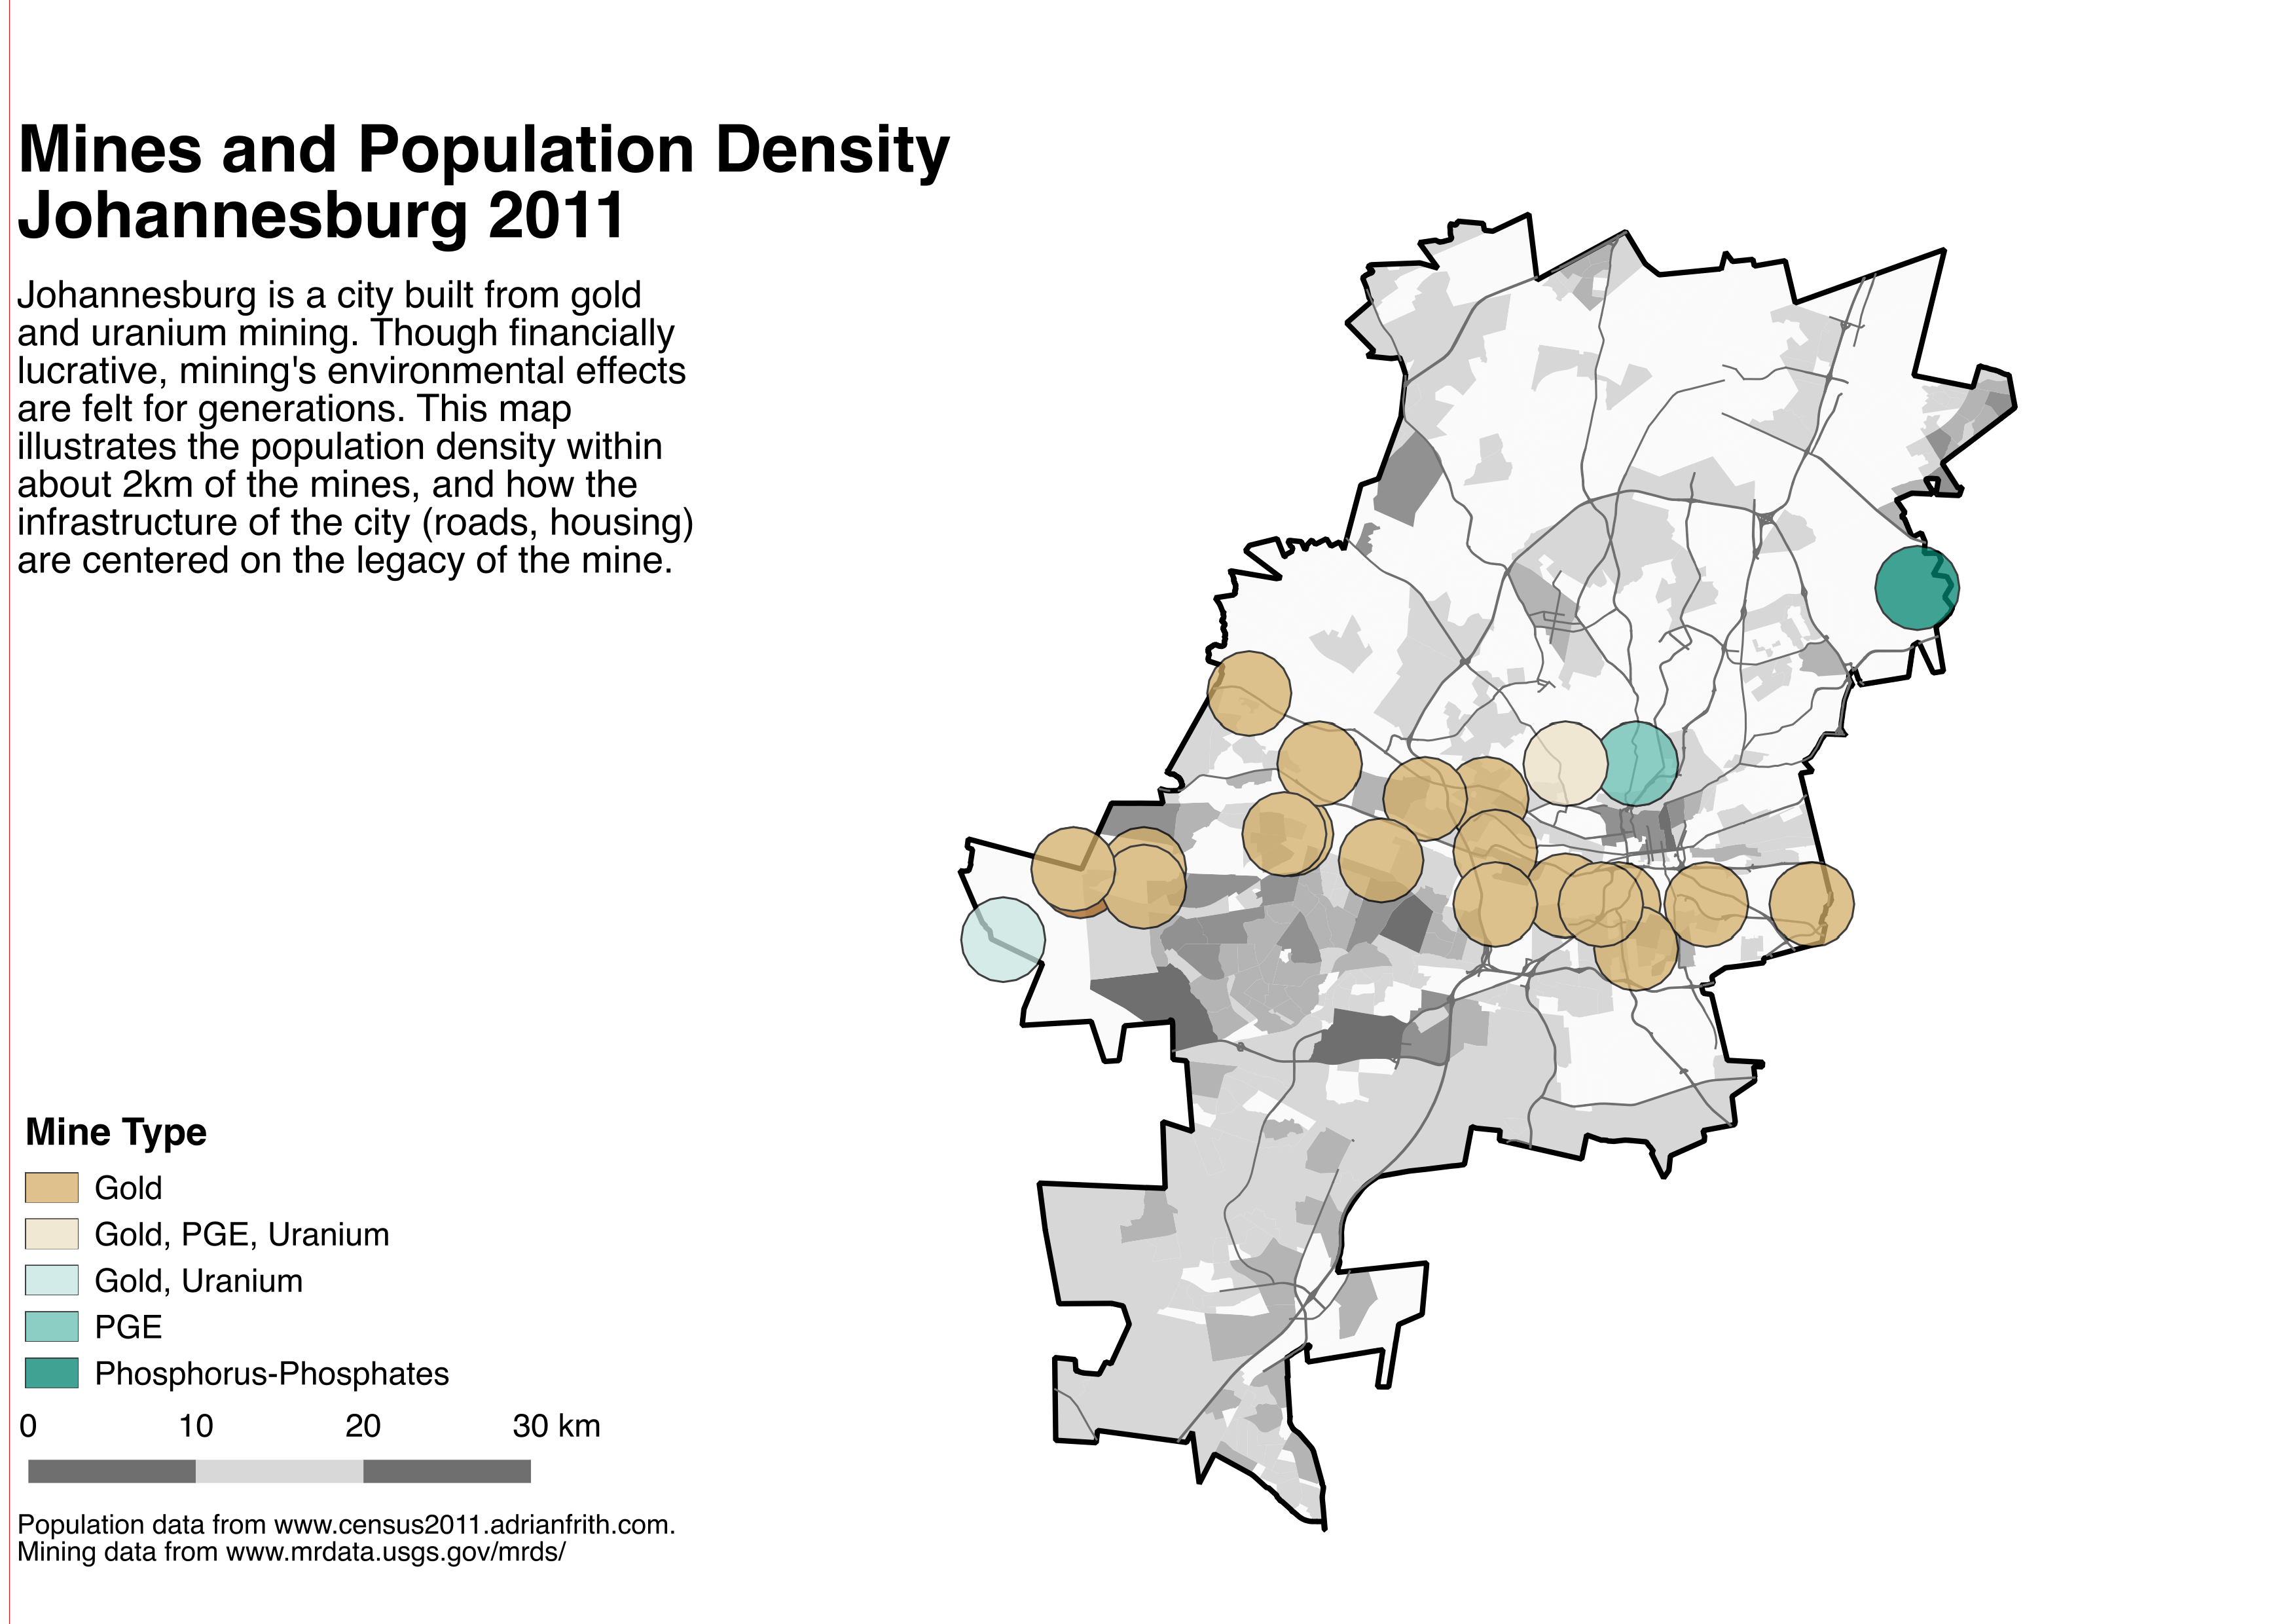 Mines and Population Density
Johannesburg 2011
Johannesburg is a city built from gold
and uranium mining. Though financially
lucrative, mining's environmental effects
are felt for generations. This map
illustrates the population density within
about 2km of the mines, and how the
infrastructure of the city (roads, housing)
are centered on the legacy of the mine.
Mine Type
Gold
Gold, PGE, Uranium
Gold, Uranium
PGE
Phosphorus-Phosphates
0 10 20 30 km
Population data from www.census2011.adrianfrith.com.
Mining data from www.mrdata.usgs.gov/mrds/